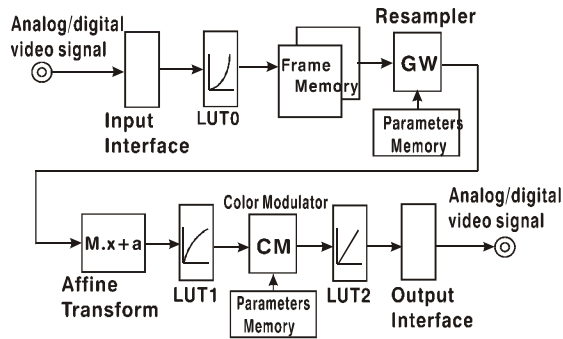 Analog/digital
video signal
Input
Interface
LUT0
Frame
Memory
Resampler
GW
Parameters
Memory
M.x+a
Affine
Transform
LUT1
Color Modulator
CM
Parameters
Memory
LUT2
Output
Interface
Analog/digital
video signal